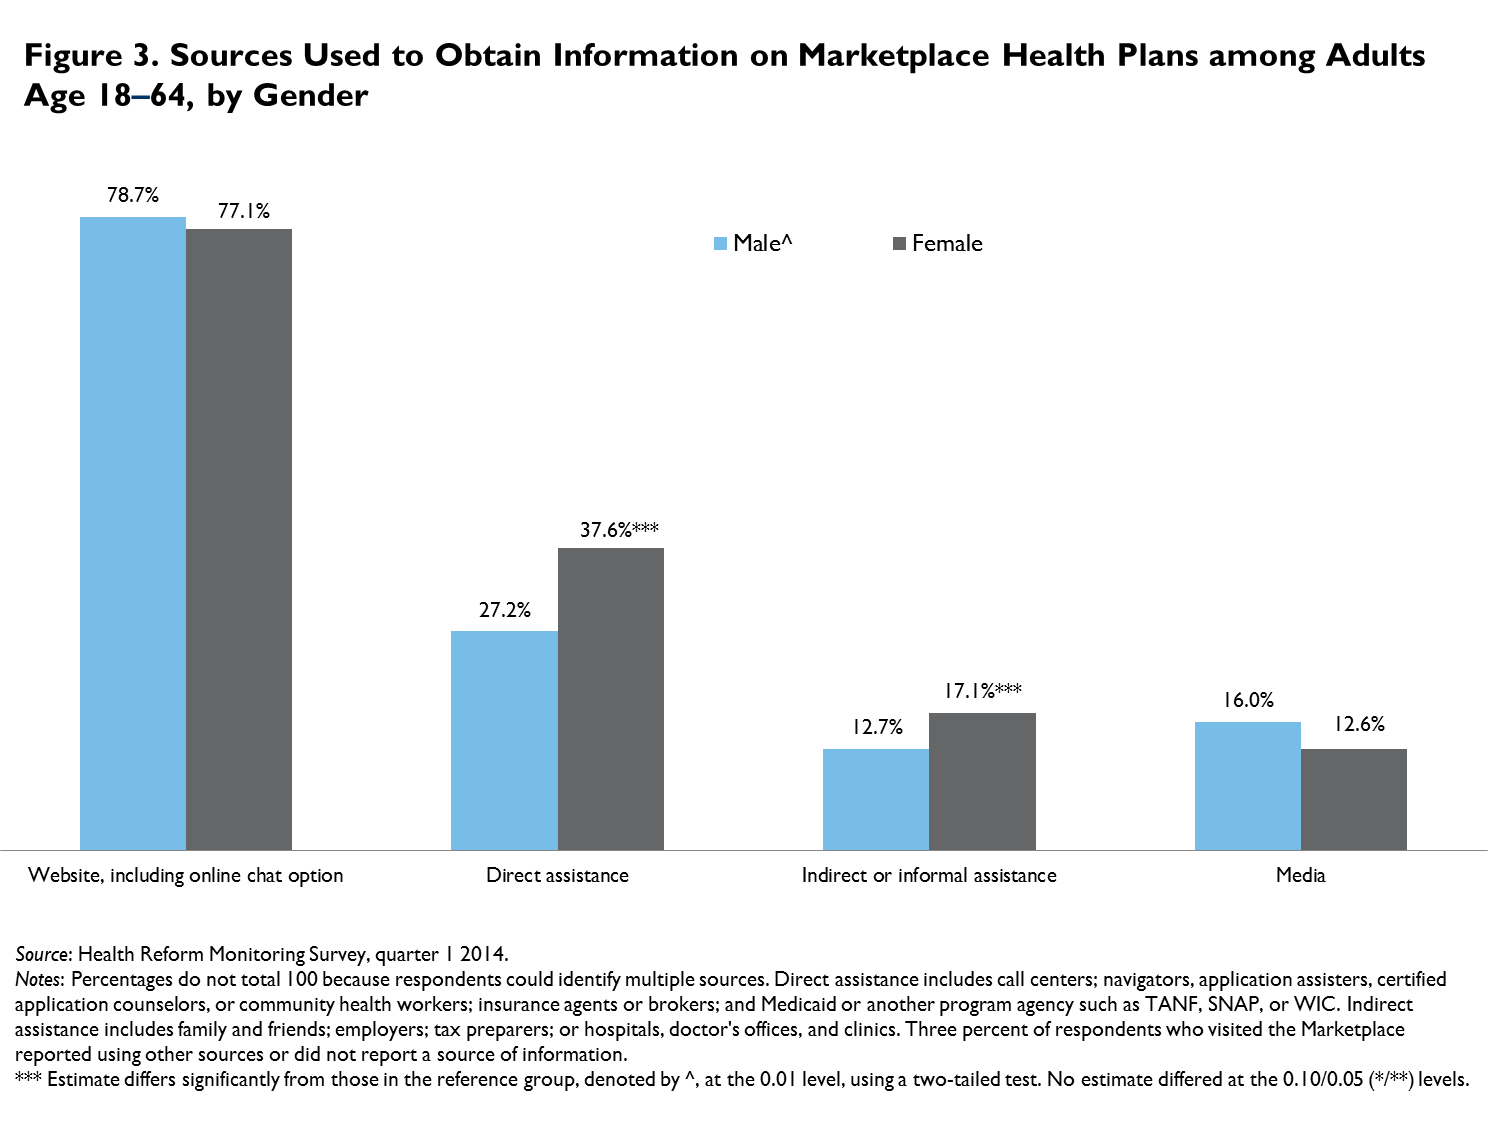 Figure 3. Sources Used to Obtain Information on Marketplace Health Plans among Adults
Age 18–64, by Gender
78.7%
77.1%
Male^
Female
37.6%***
27.2%
17.1%***
12.7%
16.0%
12.6%
Website, including online chat option
Direct assistance
Indirect or informal assistance
Media
Source: Health Reform Monitoring Survey, quarter 1 2014.
Notes: Percentages do not total 100 because respondents could identify multiple sources. Direct assistance includes call centers; navigators, application assisters, certified
application counselors, or community health workers; insurance agents or brokers; and Medicaid or another program agency such as TANF, SNAP, or WIC. Indirect
assistance includes family and friends; employers; tax preparers; or hospitals, doctor's offices, and clinics. Three percent of respondents who visited the Marketplace
reported using other sources or did not report a source of information.
*** Estimate differs significantly from those in the reference group, denoted by ^, at the 0.01 level, using a two-tailed test. No estimate differed at the 0.10/0.05 (*/**) levels.